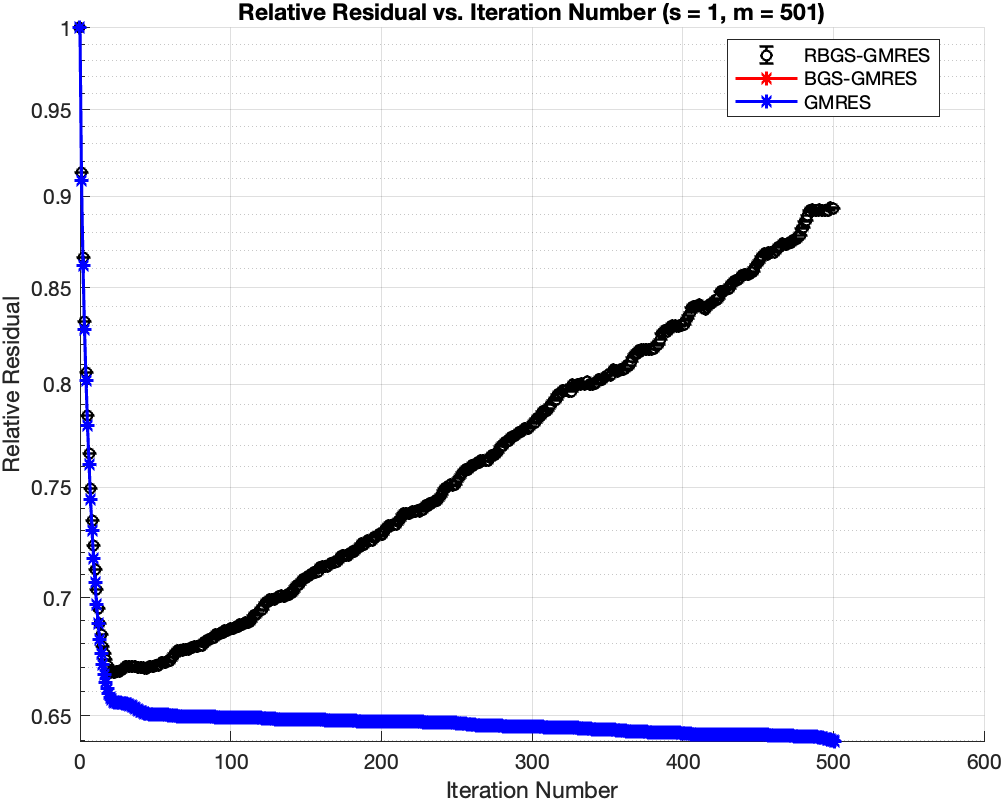 Relative Residual vs. Iteration Number (s = 1, m = 501)
RBGS-GMRES
BGS-GMRES
GMRES
Relative Residual
1
0.95
0.9
0.85
0.8
0.75
0.7
0.65
0 100 200 300 400 500 600
Iteration Number